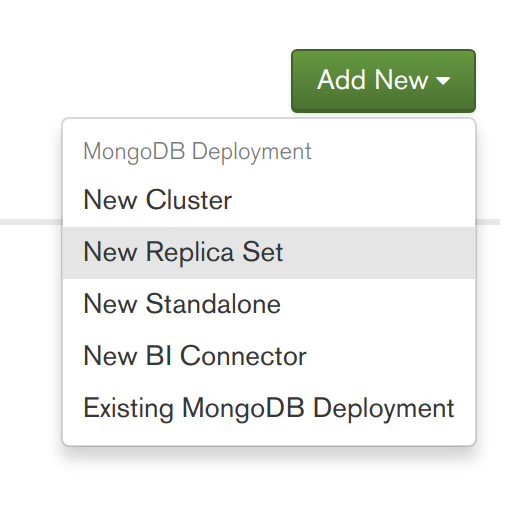 Add New
MongoDB Deployment
New Cluster
New Replica Set
New Standalone
New BI Connector
Existing MongoDB Deployment